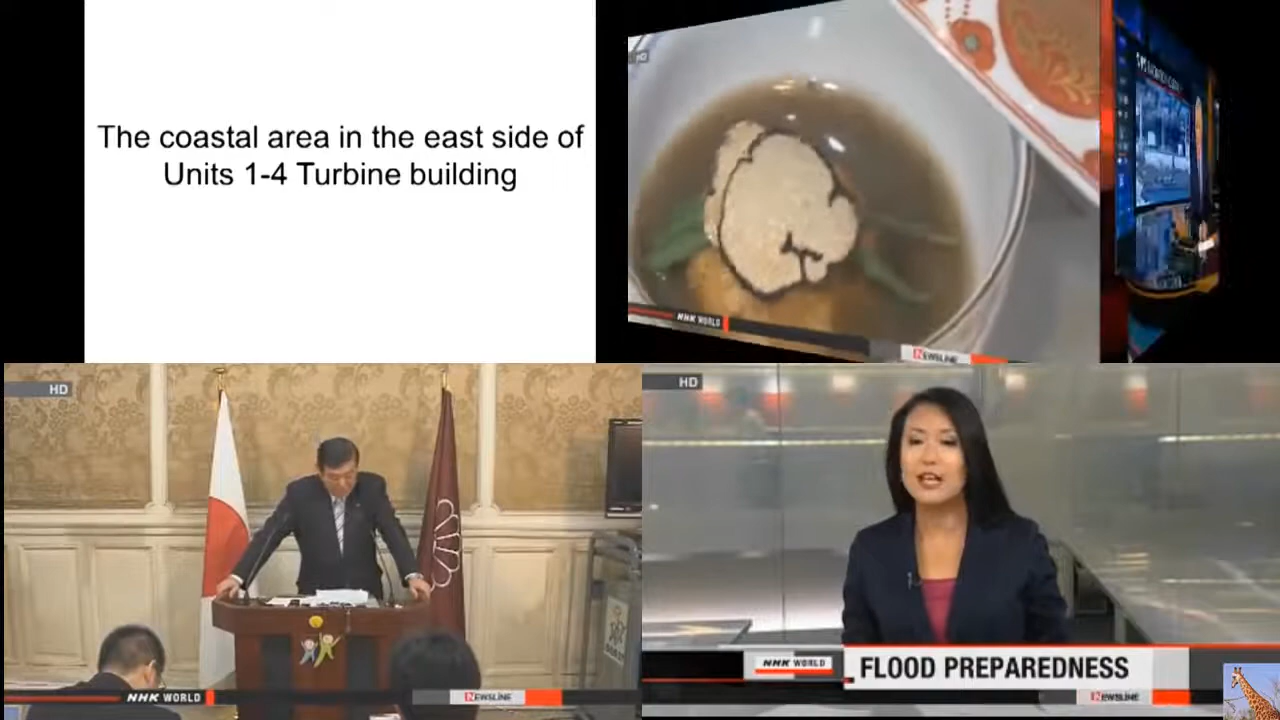 The coastal area in the east side of
Units 1-4 Turbine building
HD
NHK WORLD
NEWSLINE
HD
NHK WORLD
NEWSLINE
HD
NHK WORLD
FLOOD PREPAREDNESS
NEWSLINE